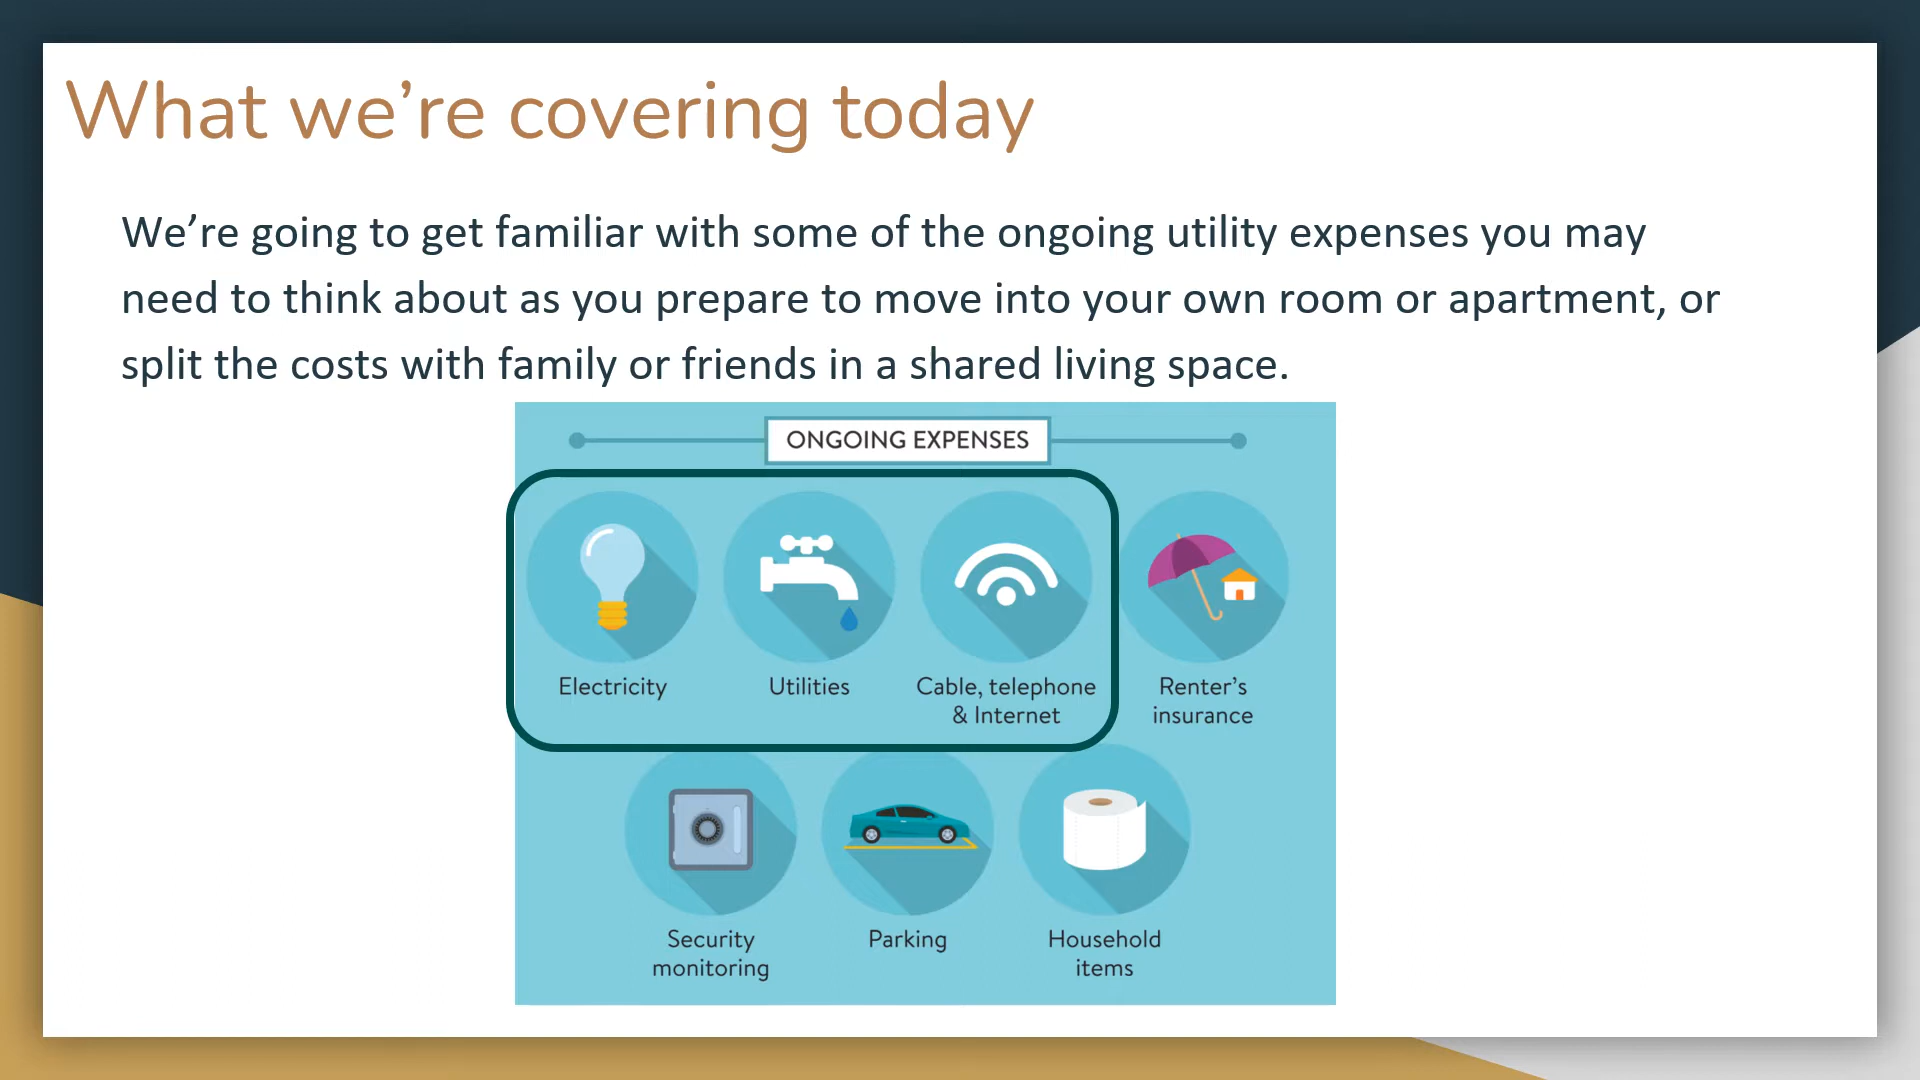 What we’re covering today
We’re going to get familiar with some of the ongoing utility expenses you may
need to think about as you prepare to move into your own room or apartment, or
split the costs with family or friends in a shared living space.
ONGOING EXPENSES
Electricity
Utilities
Cable, telephone
& Internet
Renter’s
insurance
Security
monitoring
Parking
Household
items